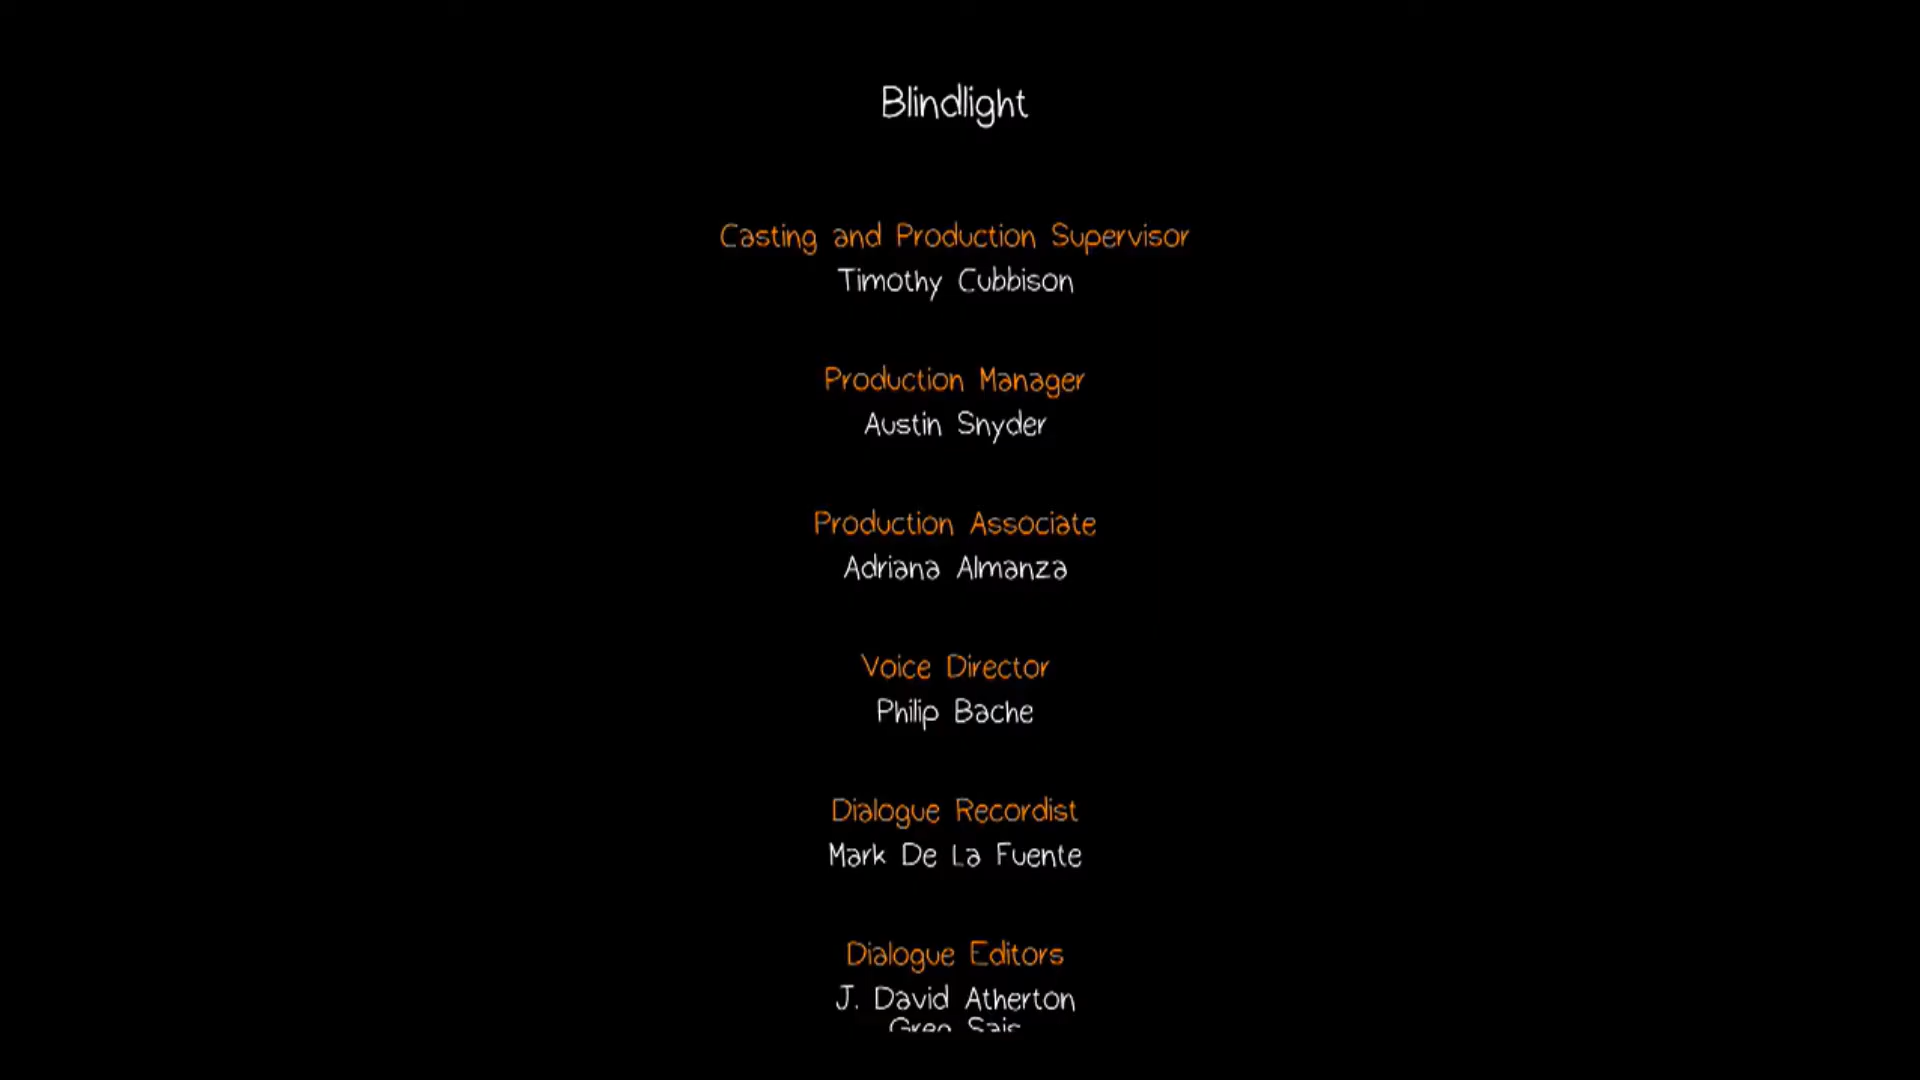 Blindlight
Casting and Production Supervisor
Timothy Cubbison
Production Manager
Austin Snyder
Production Associate
Adriana Almanza
Voice Director
Philip Bache
Dialogue Recordist
Mark De La Fuente
Dialogue Editors
J. David Atherton